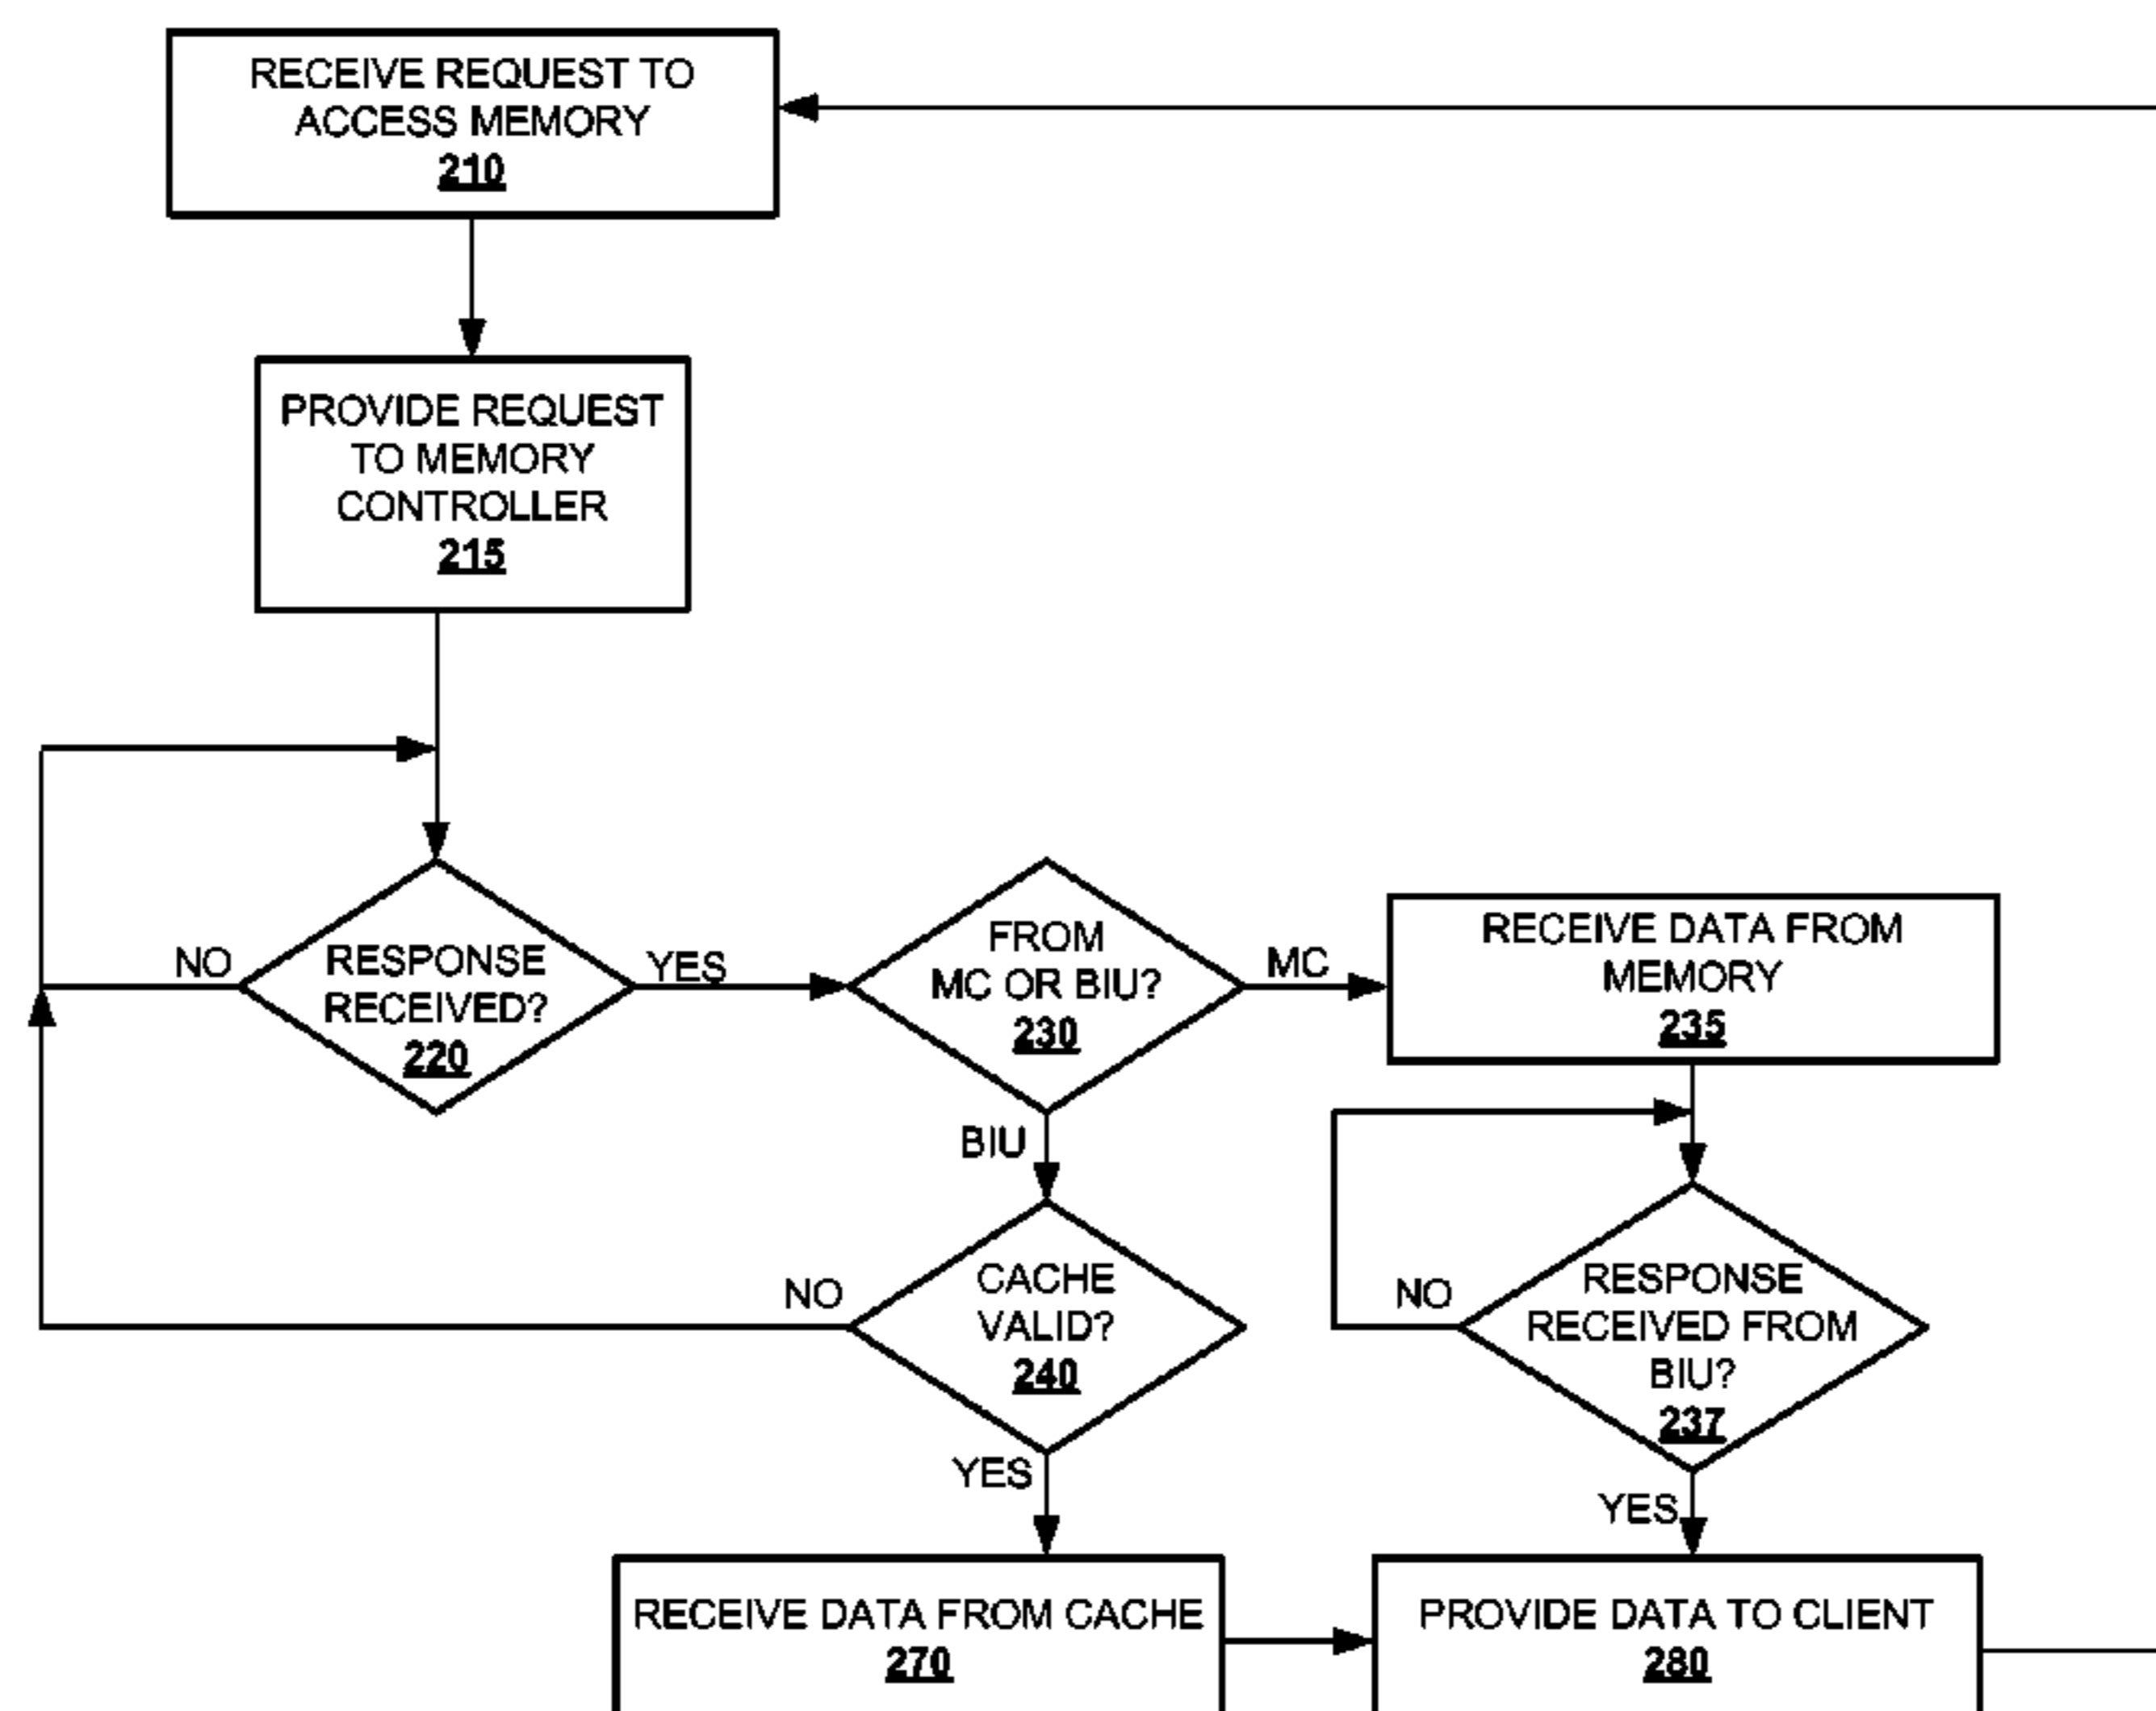 RECEIVE REQUEST TO
ACCESS MEMORY
210
PROVIDE REQUEST
TO MEMORY
CONTROLLER
215
NO
RESPONSE
RECEIVED?
220
YES
FROM
MC OR BIU?
230
MC
RECEIVE DATA FROM
MEMORY
235
BIU
NO
CACHE
VALID?
240
YES
NO
RESPONSE
RECEIVED FROM
BIU?
237
YES
RECEIVE DATA FROM CACHE
270
PROVIDE DATA TO CLIENT
280